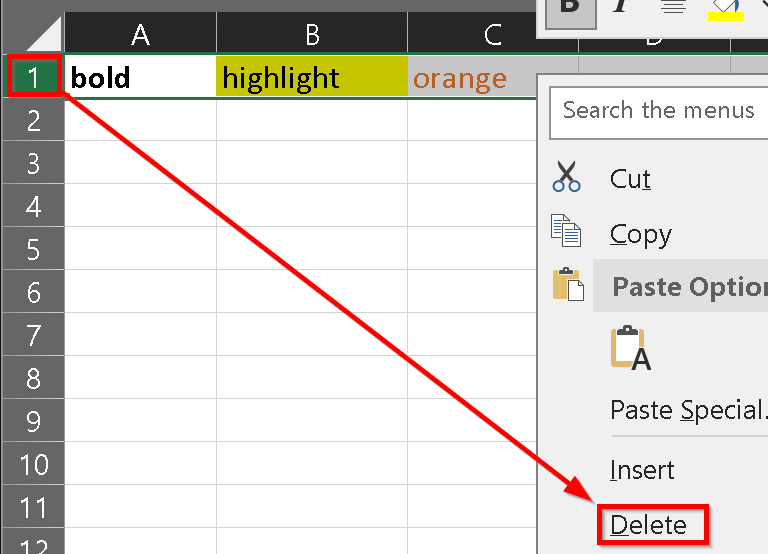 B I
A B C D
1 bold highlight orange
2
3
4
5
6
7
8
9
10
11
12
Search the menus
Cut
Copy
Paste Option
A
Paste Special.
Insert
Delete